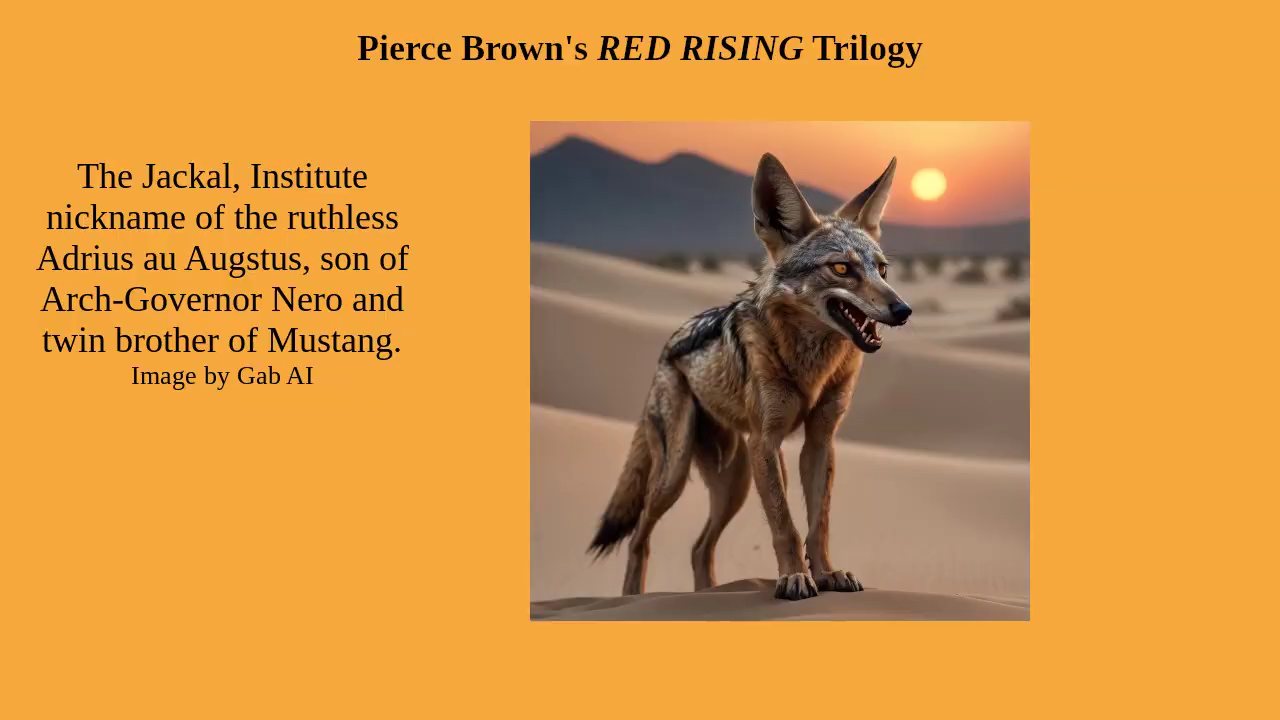 Pierce Brown's RED RISING Trilogy
The Jackal, Institute
nickname of the ruthless
Adrius au Augstus, son of
Arch-Governor Nero and
twin brother of Mustang.
Image by Gab AI